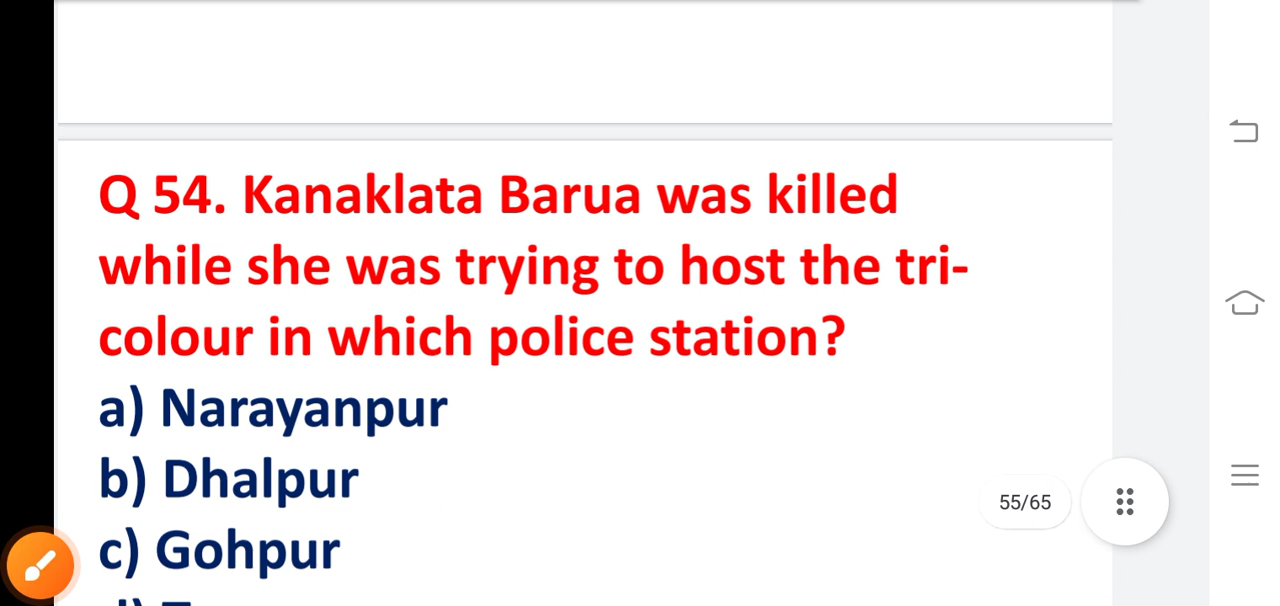 Q 54. Kanaklata Barua was killed
while she was trying to host the tri-
colour in which police station?
a) Narayanpur
b) Dhalpur
55/65
c) Gohpur